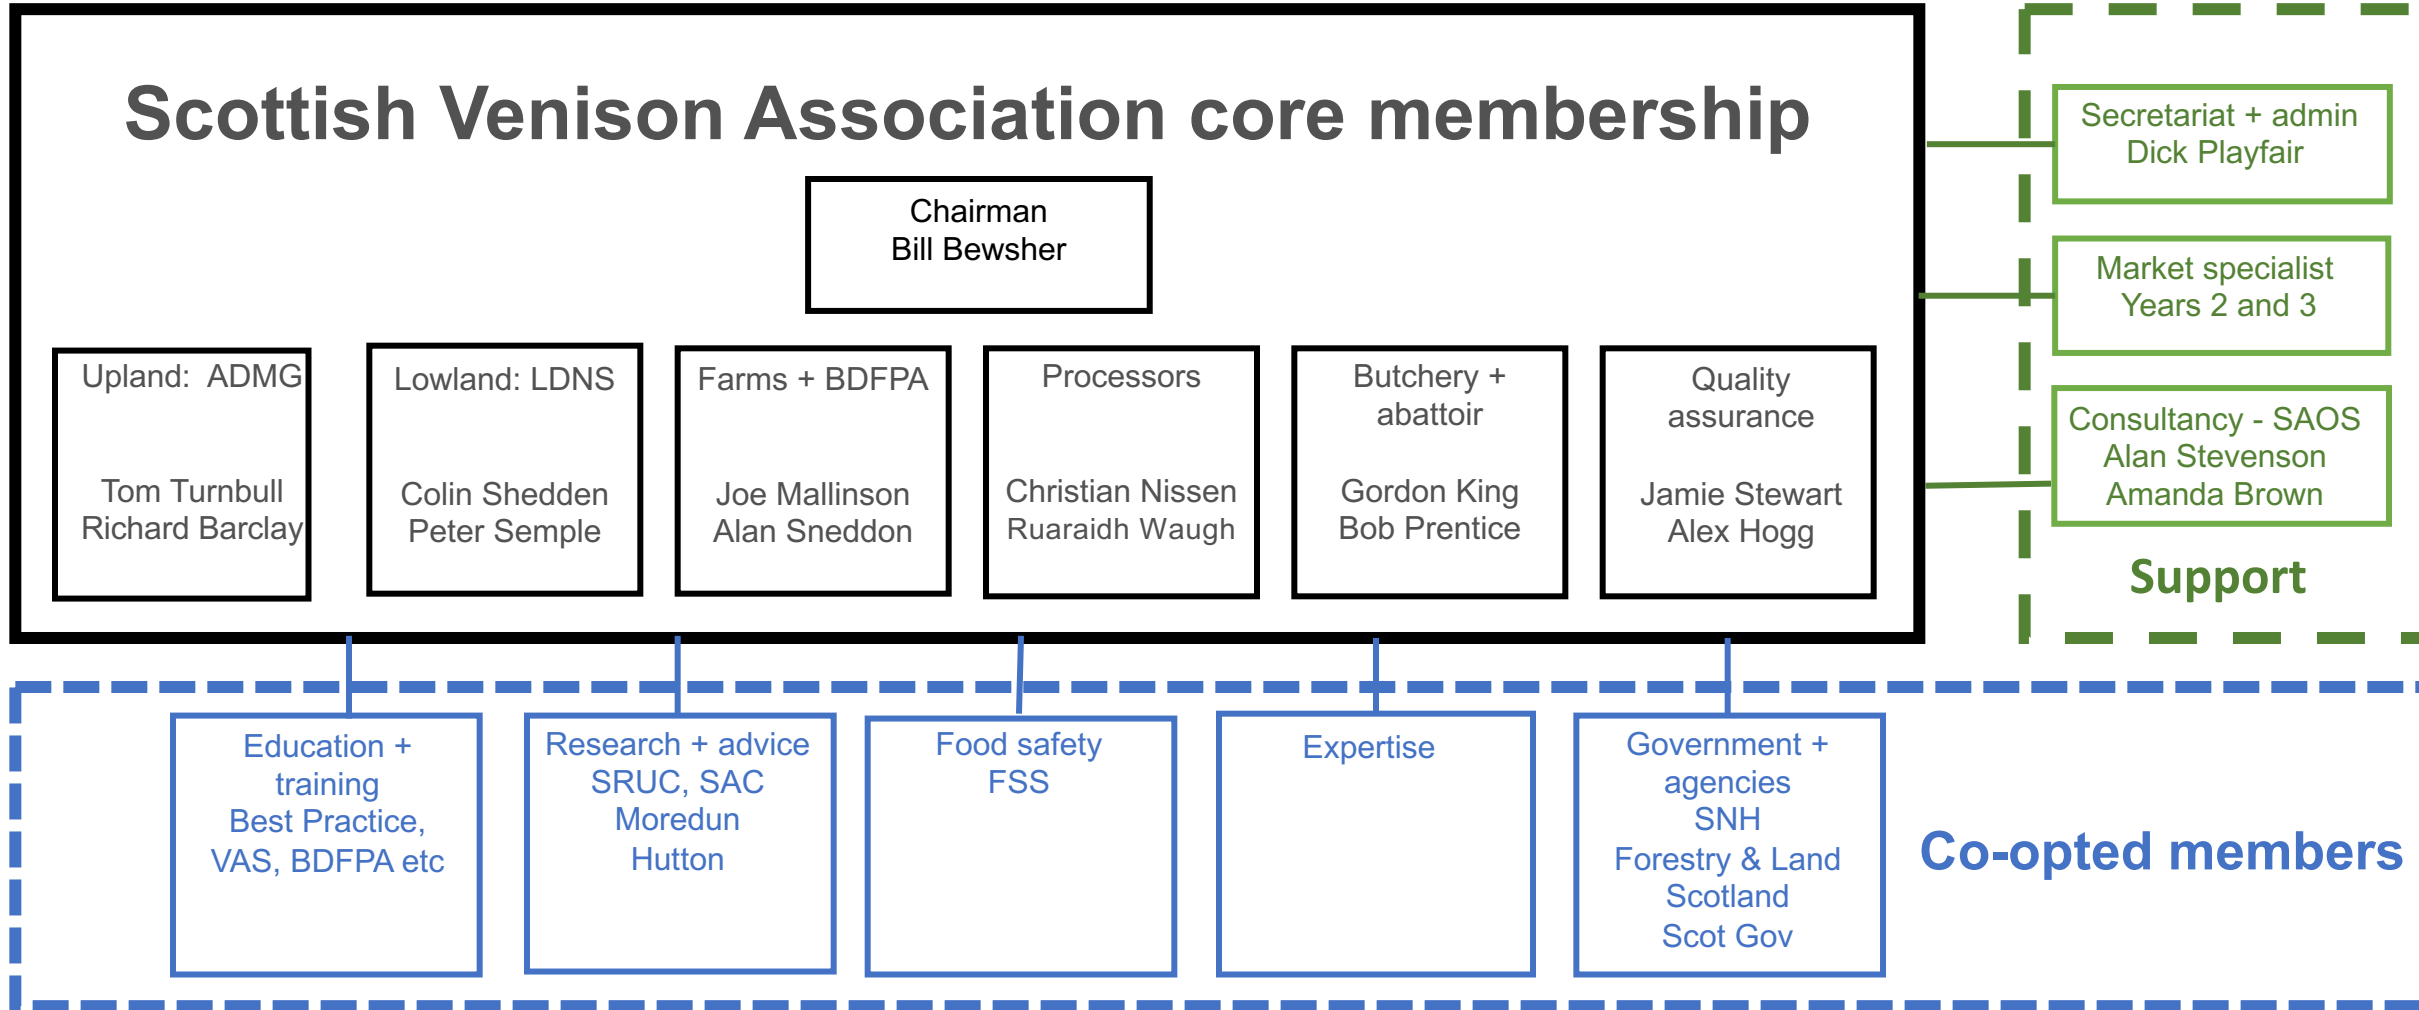 Scottish Venison Association core membership
Chairman
Bill Bewsher
Upland:  ADMG
Tom Turnbull
Richard Barclay
Lowland: LDNS
Colin Shedden
Peter Semple
Farms + BDFPA
Joe Mallinson
Alan Sneddon
Processors
Christian Nissen
Ruaraidh Waugh
Butchery +
abattoir
Gordon King
Bob Prentice
Quality
assurance
Jamie Stewart
Alex Hogg
Secretariat + admin
Dick Playfair
Market specialist
Years 2 and 3
Consultancy - SAOS
Alan Stevenson
Amanda Brown
Support
Education +
training
Best Practice,
VAS, BDFPA etc
Research + advice
SRUC, SAC
Moredun
Hutton
Food safety
FSS
Expertise
Government +
agencies
SNH
Forestry & Land
Scotland
Scot Gov
Co-opted members